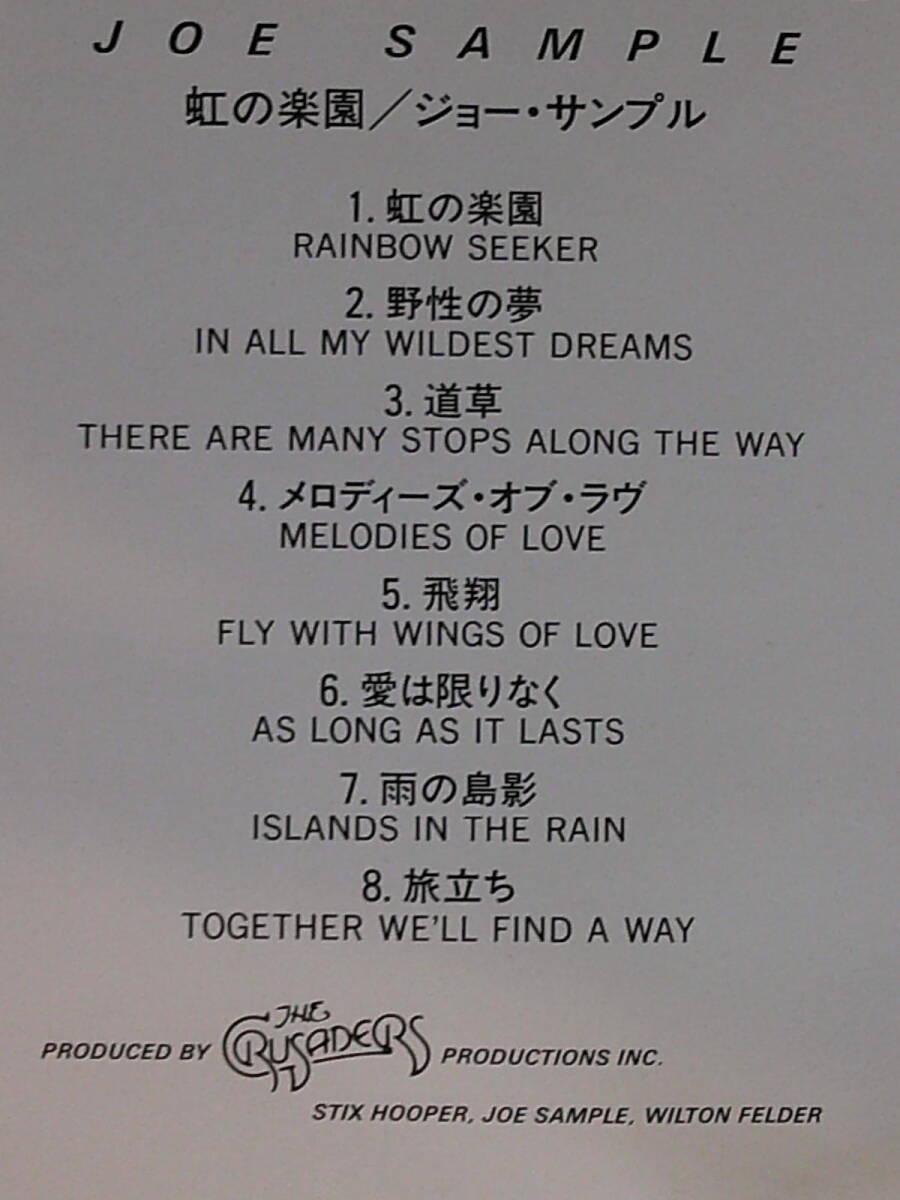 JOE SAMPLE
虹の楽園／ジョー・サンプル
1. 虹の楽園
RAINBOW SEEKER
2. 野性の夢
IN ALL MY WILDEST DREAMS
3. 道草
THERE ARE MANY STOPS ALONG THE WAY
4. メロディーズ・オブ・ラヴ
MELODIES OF LOVE
5. 飛翔
FLY WITH WINGS OF LOVE
6. 愛は限りなく
AS LONG AS IT LASTS
7. 雨の島影
ISLANDS IN THE RAIN
8. 旅立ち
TOGETHER WE'LL FIND A WAY
PRODUCED BY THE CRUSADERS PRODUCTIONS INC.
STIX HOOPER, JOE SAMPLE, WILTON FELDER